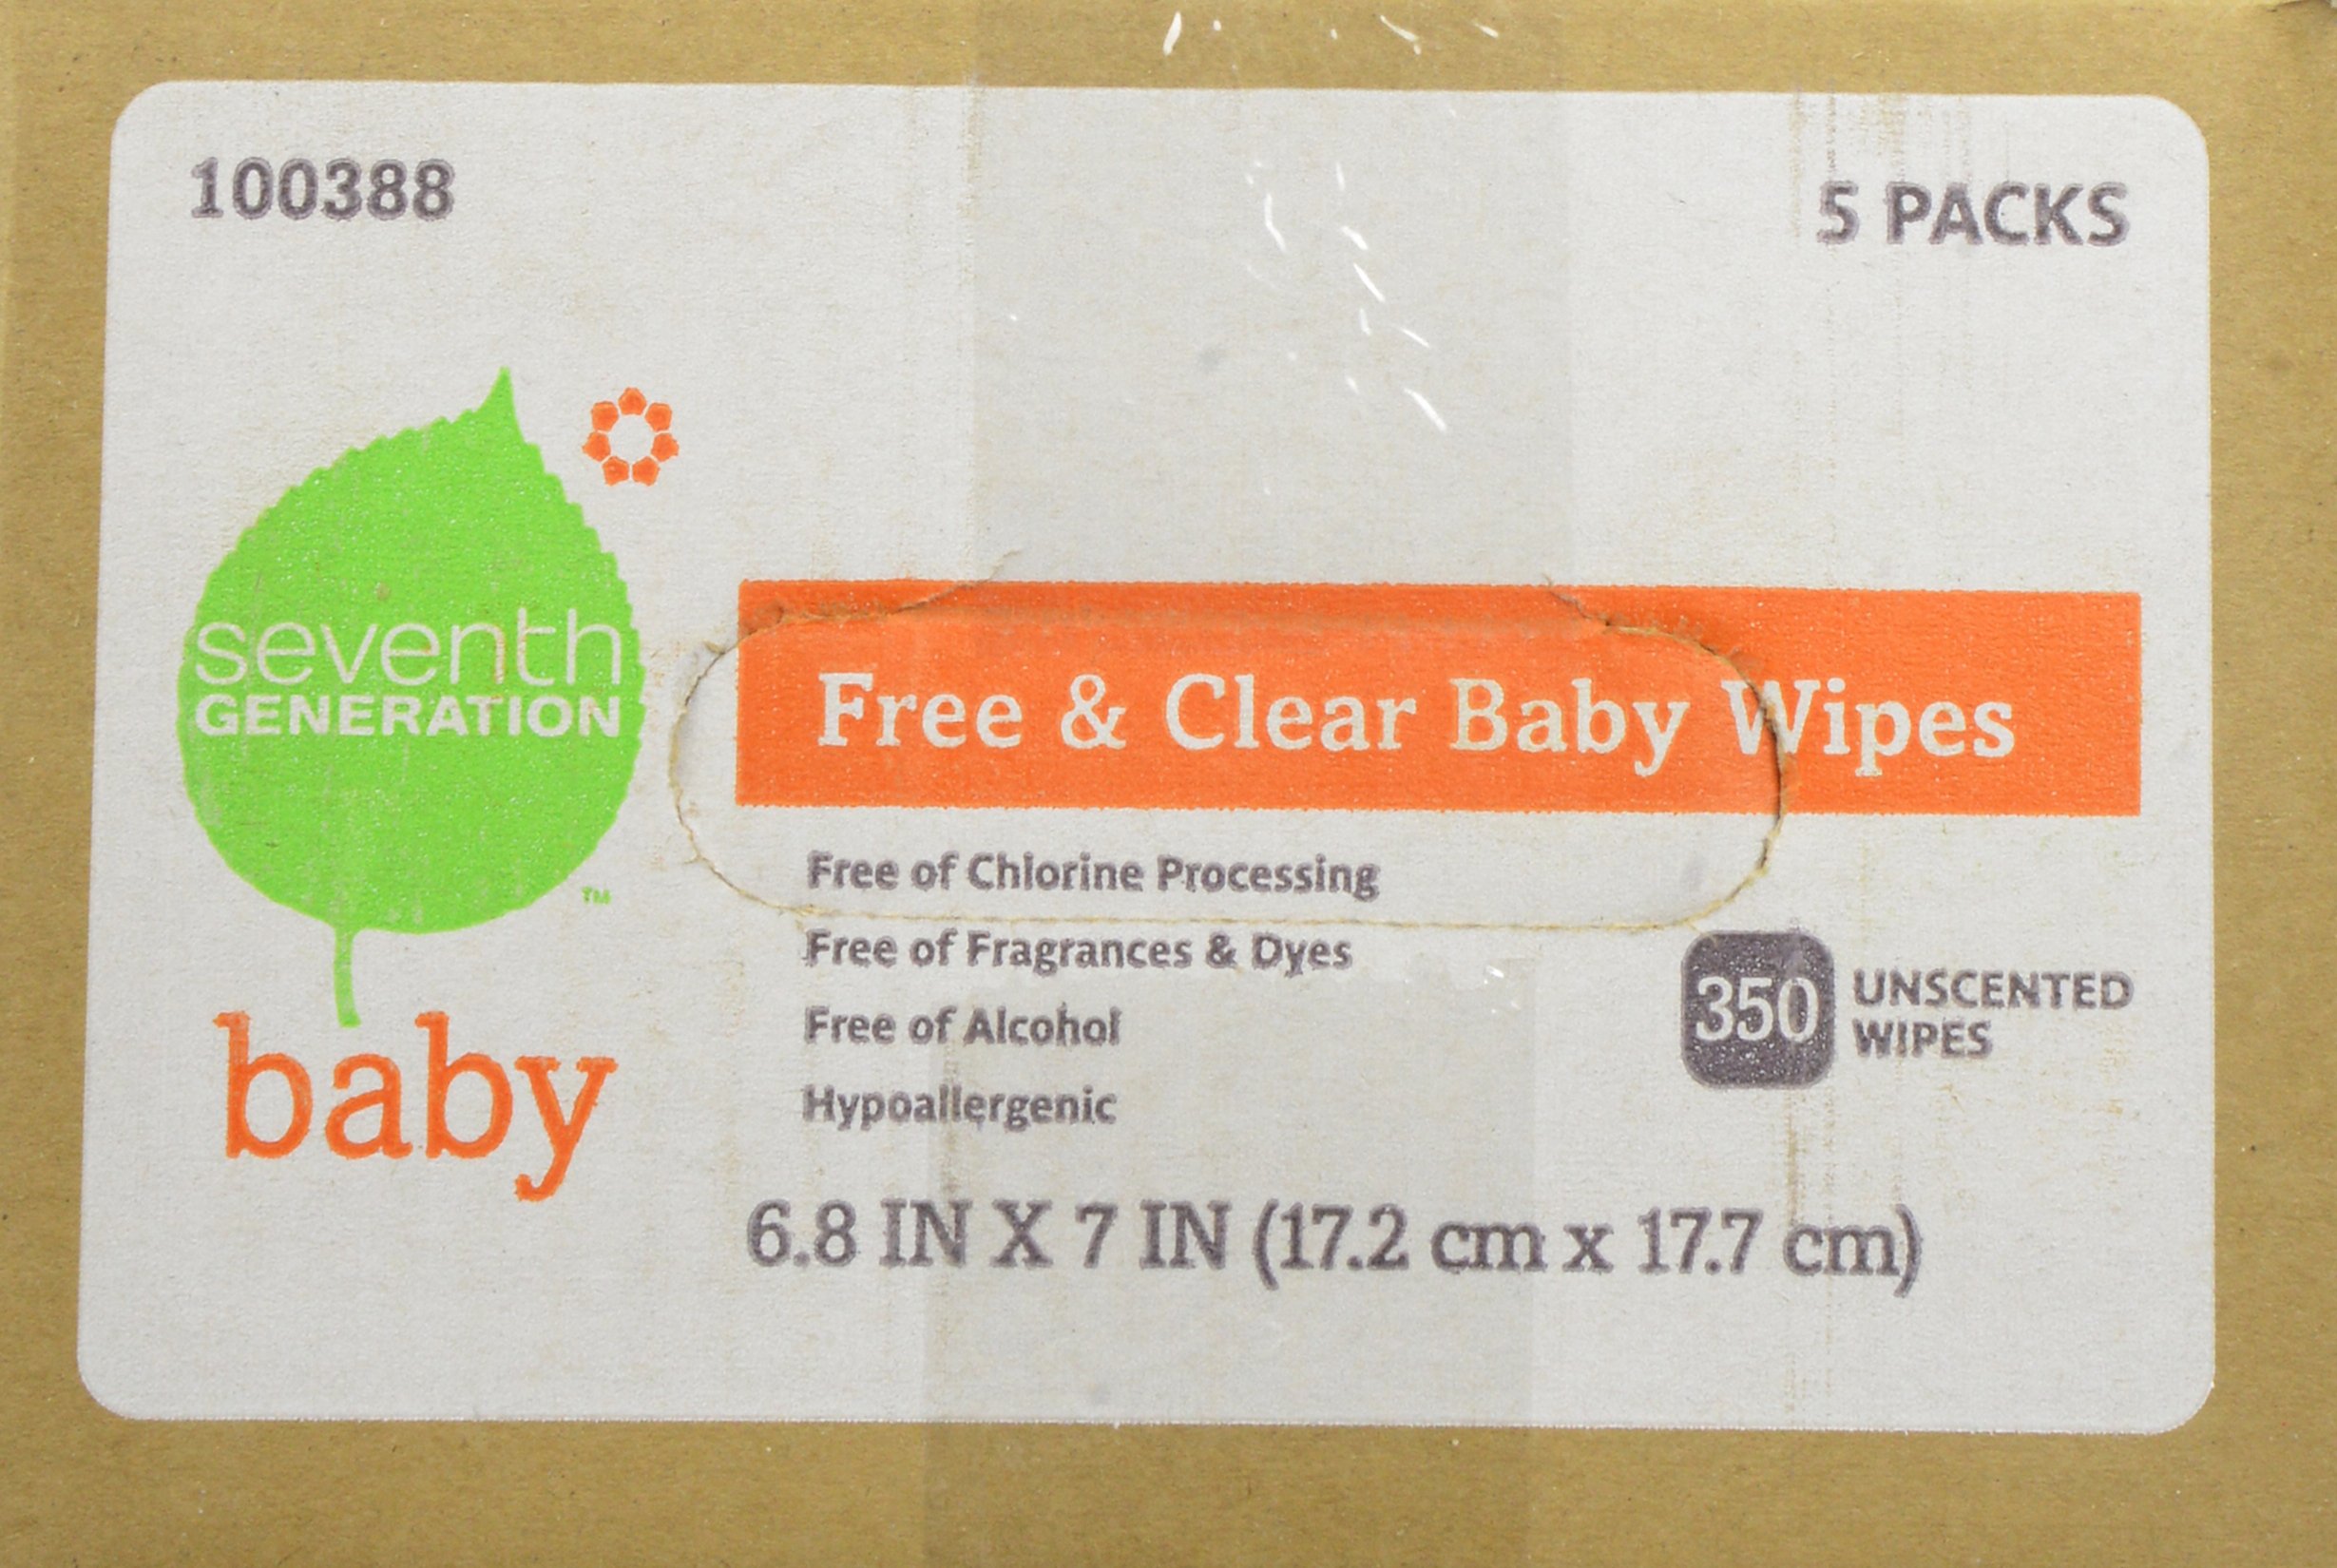 100388
5 PACKS
seventh
GENERATION
™
baby
Free & Clear Baby Wipes
Free of Chlorine Processing
Free of Fragrances & Dyes
Free of Alcohol
Hypoallergenic
350
UNSCENTED
WIPES
6.8 IN X 7 IN (17.2 cm x 17.7 cm)